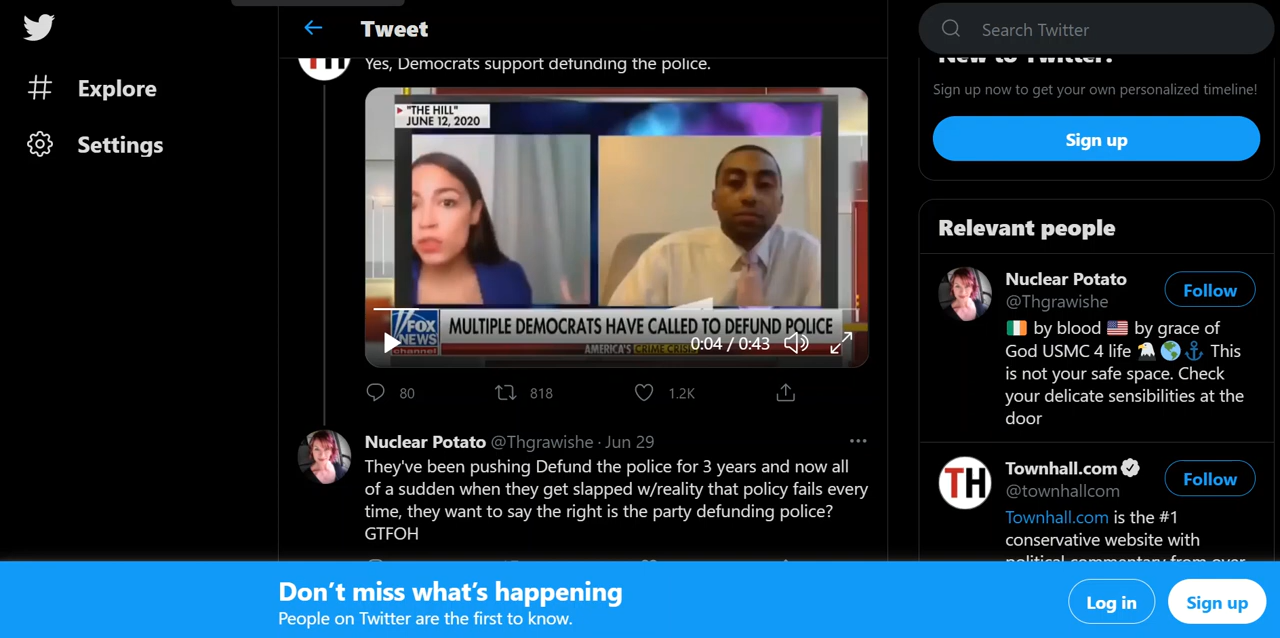 Explore
Settings
Tweet
Yes, Democrats support defunding the police.
"THE HILL"
JUNE 12, 2020
MULTIPLE DEMOCRATS HAVE CALLED TO DEFUND POLICE
FOX
NEWS
channel
AMERICA'S CRIME CRISIS
0:04 / 0:43
80
818
1.2K
Nuclear Potato @Thgrawishe · Jun 29
They've been pushing Defund the police for 3 years and now all
of a sudden when they get slapped w/reality that policy fails every
time, they want to say the right is the party defunding police?
GTFOH
Search Twitter
New to Twitter?
Sign up now to get your own personalized timeline!
Sign up
Relevant people
Nuclear Potato
@Thgrawishe
Follow
🇮🇪 by blood 🇺🇸 by grace of
God USMC 4 life 🦅🌎⚓ This
is not your safe space. Check
your delicate sensibilities at the
door
TH
Townhall.com
@townhallcom
Follow
Townhall.com is the #1
conservative website with
political commentary from over
Don't miss what's happening
People on Twitter are the first to know.
Log in
Sign up